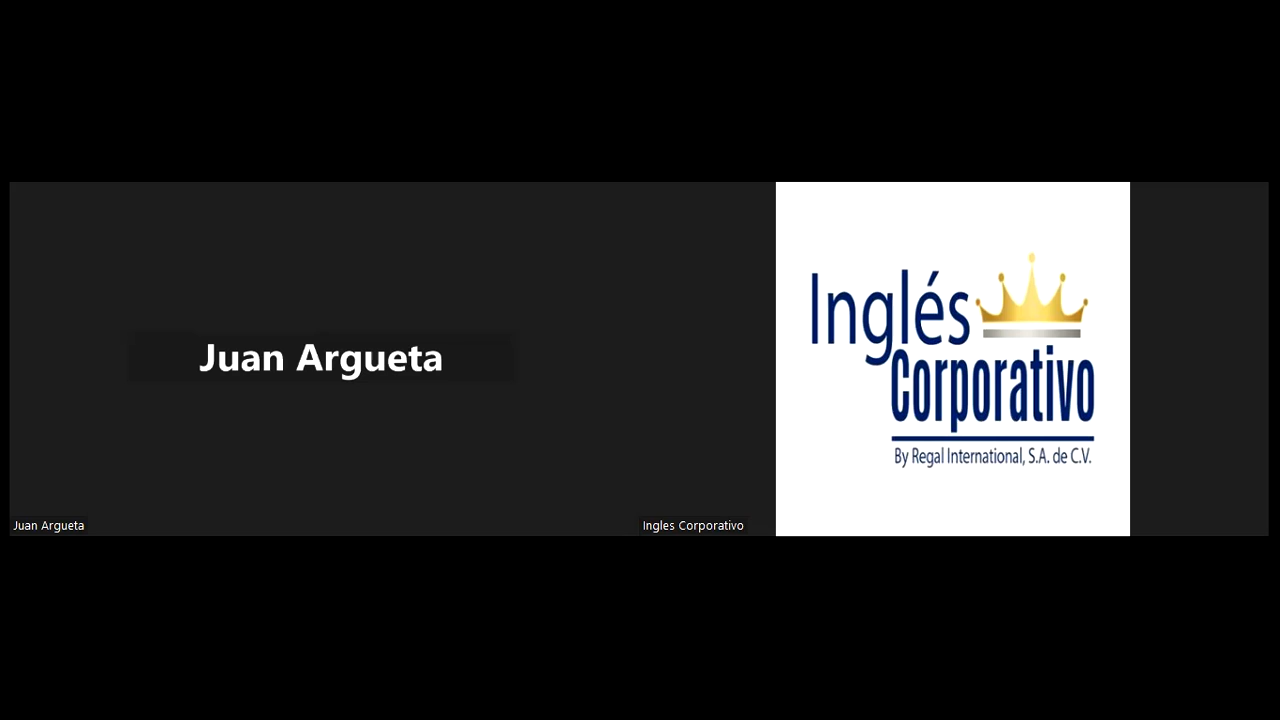 Juan Argueta
Juan Argueta
Inglés
Corporativo
By Regal International, S.A. de C.V.
Ingles Corporativo